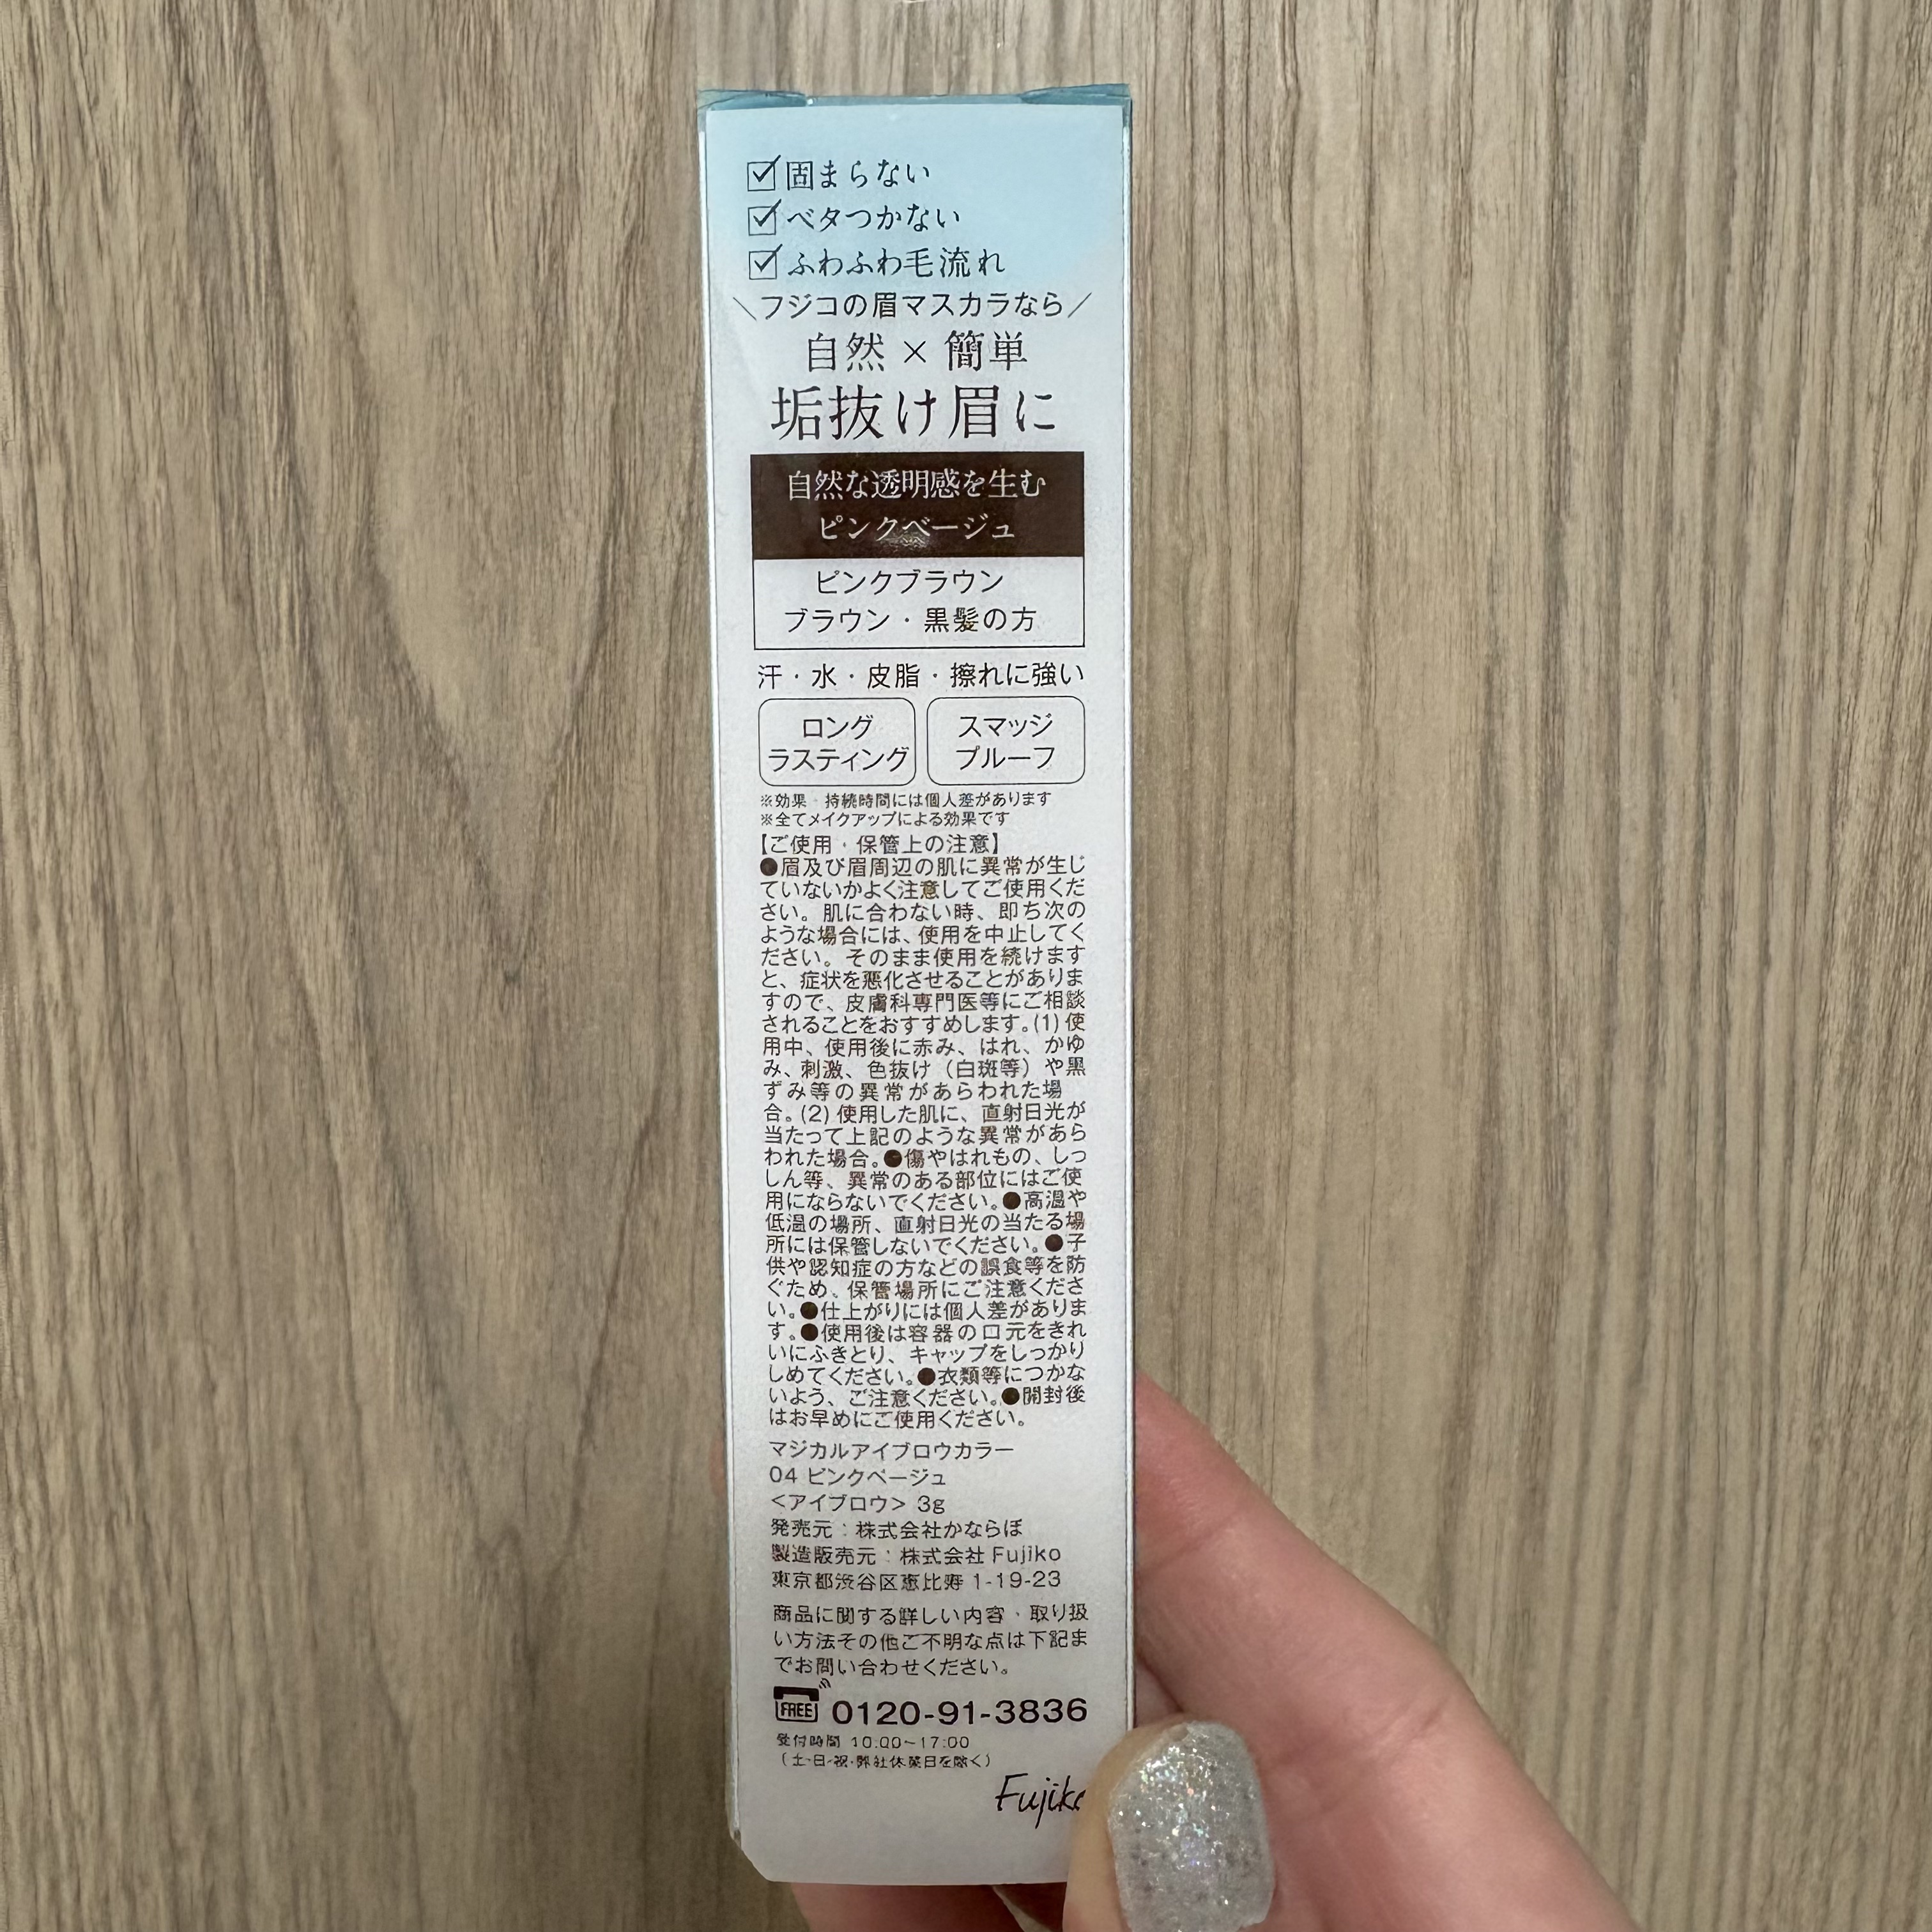 固まらない
ベタつかない
ふわふわ毛流れ
＼フジコの眉マスカラなら／
自然×簡単
垢抜け眉に
自然な透明感を生む
ピンクベージュ
ピンクブラウン
ブラウン・黒髪の方
汗・水・皮脂・擦れに強い
ロング
ラスティング
スマッジ
プルーフ
※効果・持続時間には個人差があります
※全てメイクアップによる効果です
【ご使用・保管上の注意】
●眉及び眉周辺の肌に異常が生じ
ていないかよく注意してご使用くだ
さい。肌に合わない時、即ち次の
ような場合には、使用を中止してく
ださい。そのまま使用を続けます
と、症状を悪化させることがありま
すので、皮膚科専門医等にご相談
されることをおすすめします。(1) 使
用中、使用後に赤み、はれ、かゆ
み、刺激、色抜け（白斑等）や黒
ずみ等の異常があらわれた場
合。(2) 使用した肌に、直射日光が
当たって上記のような異常があら
われた場合。●傷やはれもの、しっ
しん等、異常のある部位にはご使
用にならないでください。●高温や
低温の場所、直射日光の当たる場
所には保管しないでください。●子
供や認知症の方などの誤食等を防
ぐため、保管場所にご注意くださ
い。●仕上がりには個人差がありま
す。●使用後は容器の口元をきれ
いにふきとり、キャップをしっかり
しめてください。●衣類等につかな
いよう、ご注意ください。●開封後
はお早めにご使用ください。
マジカルアイブロウカラー
04 ピンクベージュ
＜アイブロウ＞ 3g
発売元：株式会社かならぼ
製造販売元：株式会社 Fujiko
東京都渋谷区恵比寿 1-19-23
商品に関する詳しい内容・取り扱
い方法その他ご不明な点は下記ま
でお問い合わせください。
FREE 0120-91-3836
受付時間 10:00~17:00
（土・日・祝・弊社休業日を除く）
Fujiko